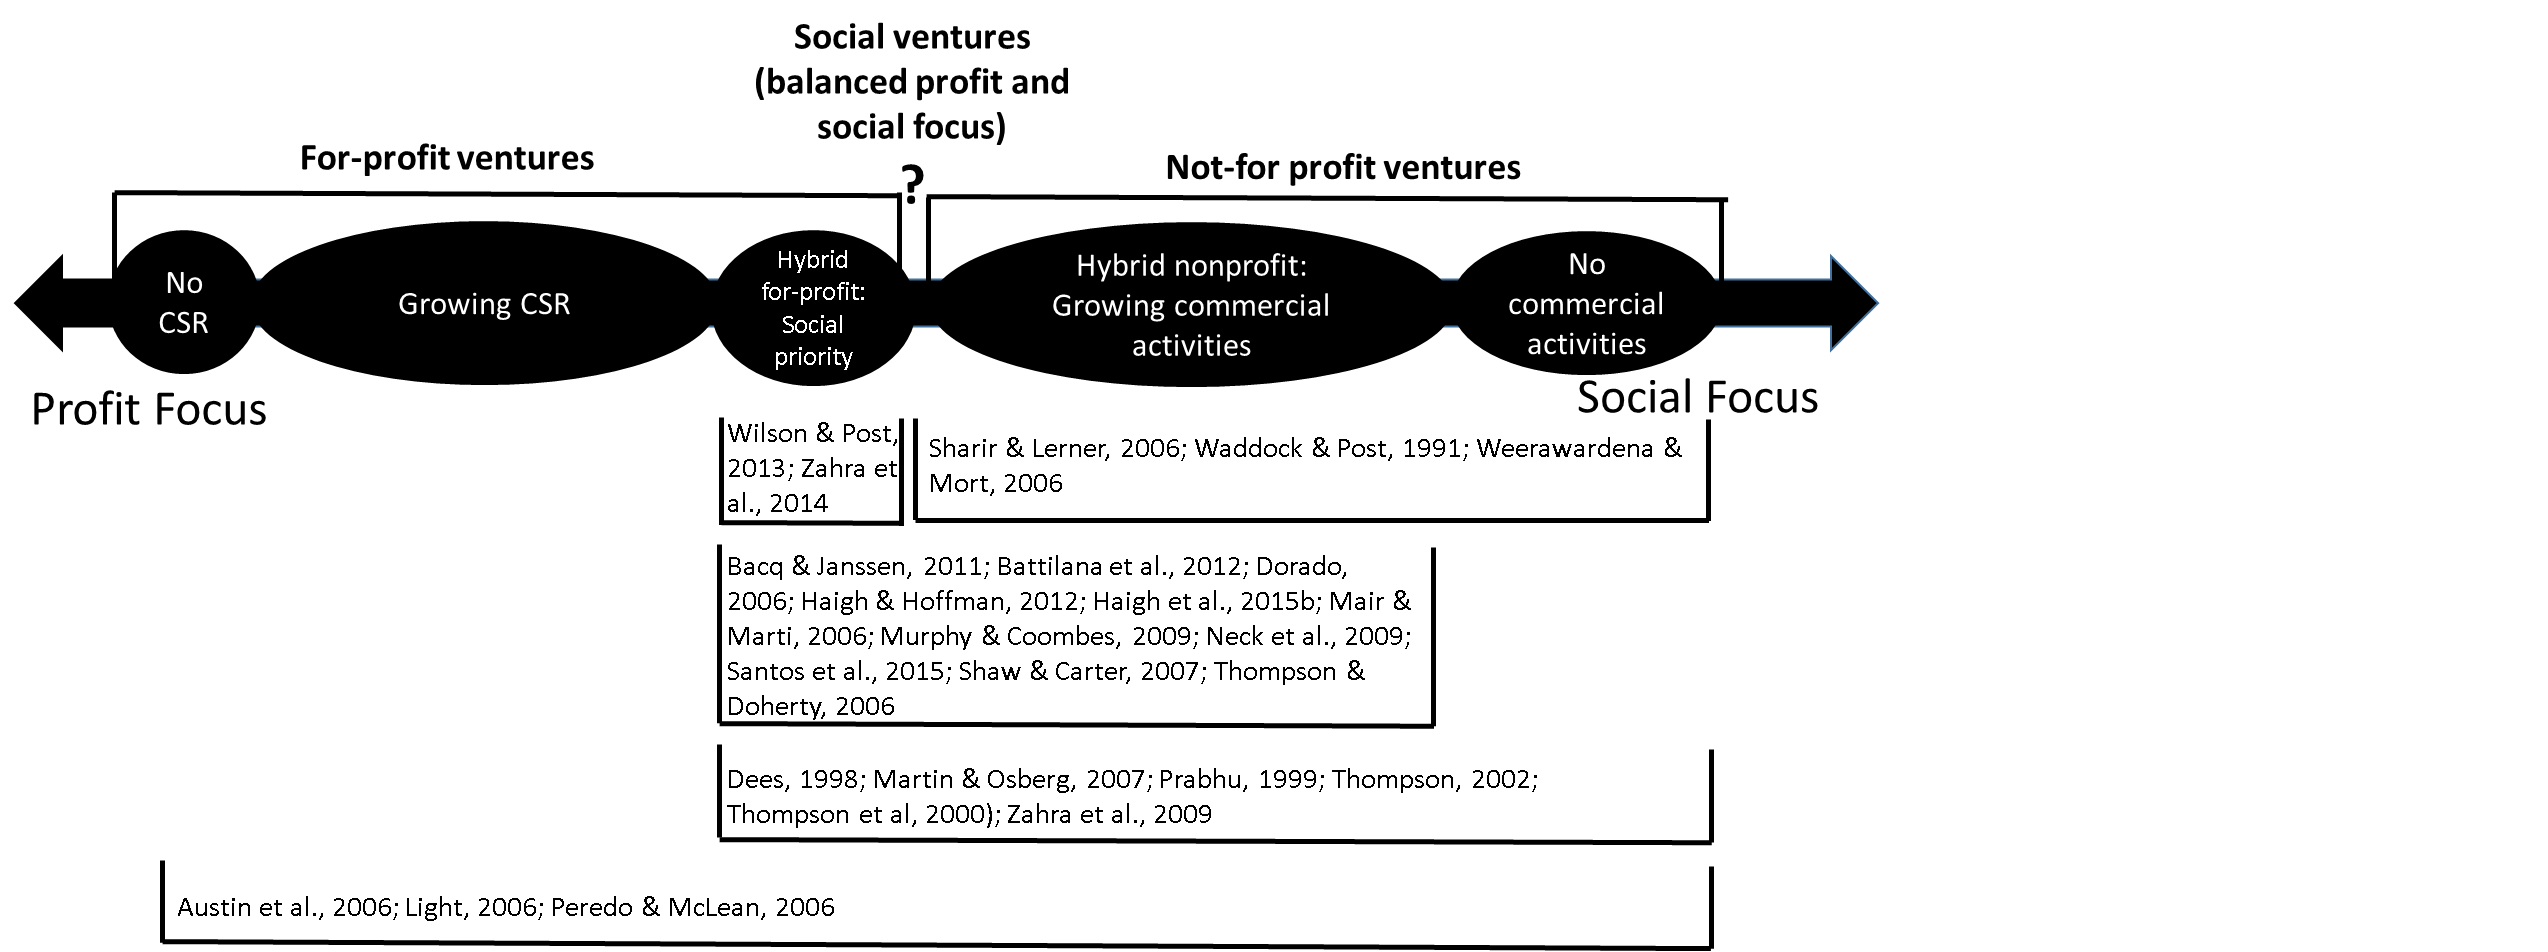 Social ventures
(balanced profit and
social focus)
For-profit ventures
?
Not-for profit ventures
No
CSR
Growing CSR
Hybrid
for-profit:
Social
priority
Hybrid nonprofit:
Growing commercial
activities
No
commercial
activities
Profit Focus
Social Focus
Wilson & Post,
2013; Zahra et
al., 2014
Sharir & Lerner, 2006; Waddock & Post, 1991; Weerawardena &
Mort, 2006
Bacq & Janssen, 2011; Battilana et al., 2012; Dorado,
2006; Haigh & Hoffman, 2012; Haigh et al., 2015b; Mair &
Marti, 2006; Murphy & Coombes, 2009; Neck et al., 2009;
Santos et al., 2015; Shaw & Carter, 2007; Thompson &
Doherty, 2006
Dees, 1998; Martin & Osberg, 2007; Prabhu, 1999; Thompson, 2002;
Thompson et al, 2000); Zahra et al., 2009
Austin et al., 2006; Light, 2006; Peredo & McLean, 2006